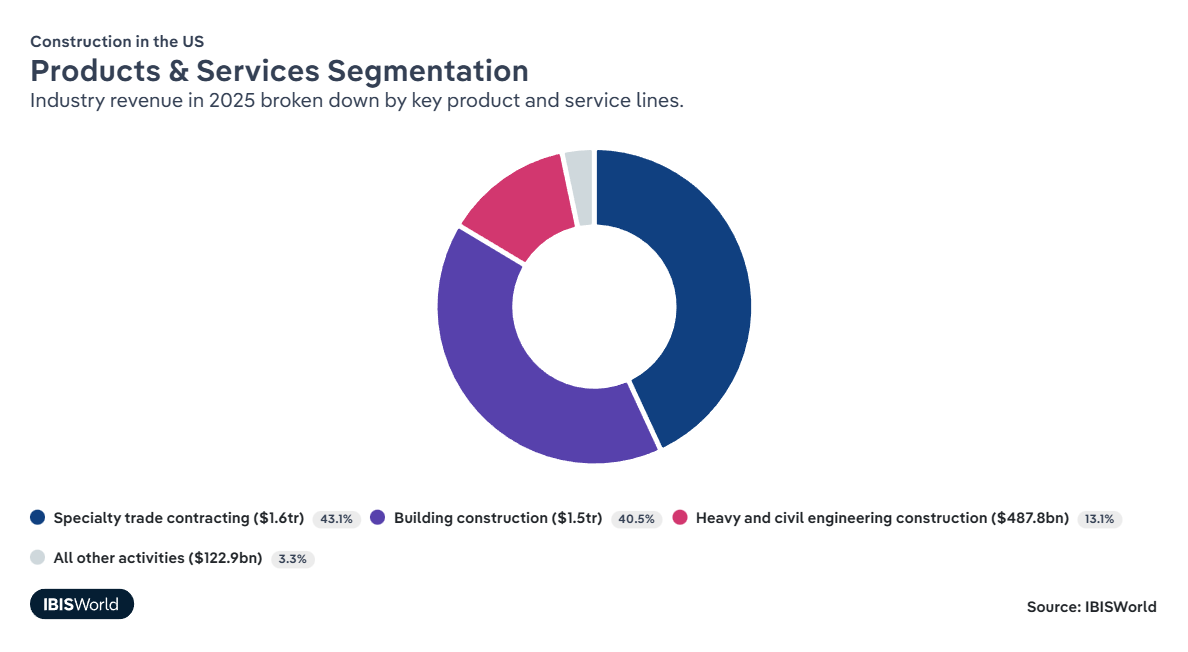 Construction in the US
Products & Services Segmentation
Industry revenue in 2025 broken down by key product and service lines.
Specialty trade contracting ($1.6tr) 43.1% Building construction ($1.5tr) 40.5% Heavy and civil engineering construction ($487.8bn) 13.1%
All other activities ($122.9bn) 3.3%
IBISWorld
Source: IBISWorld